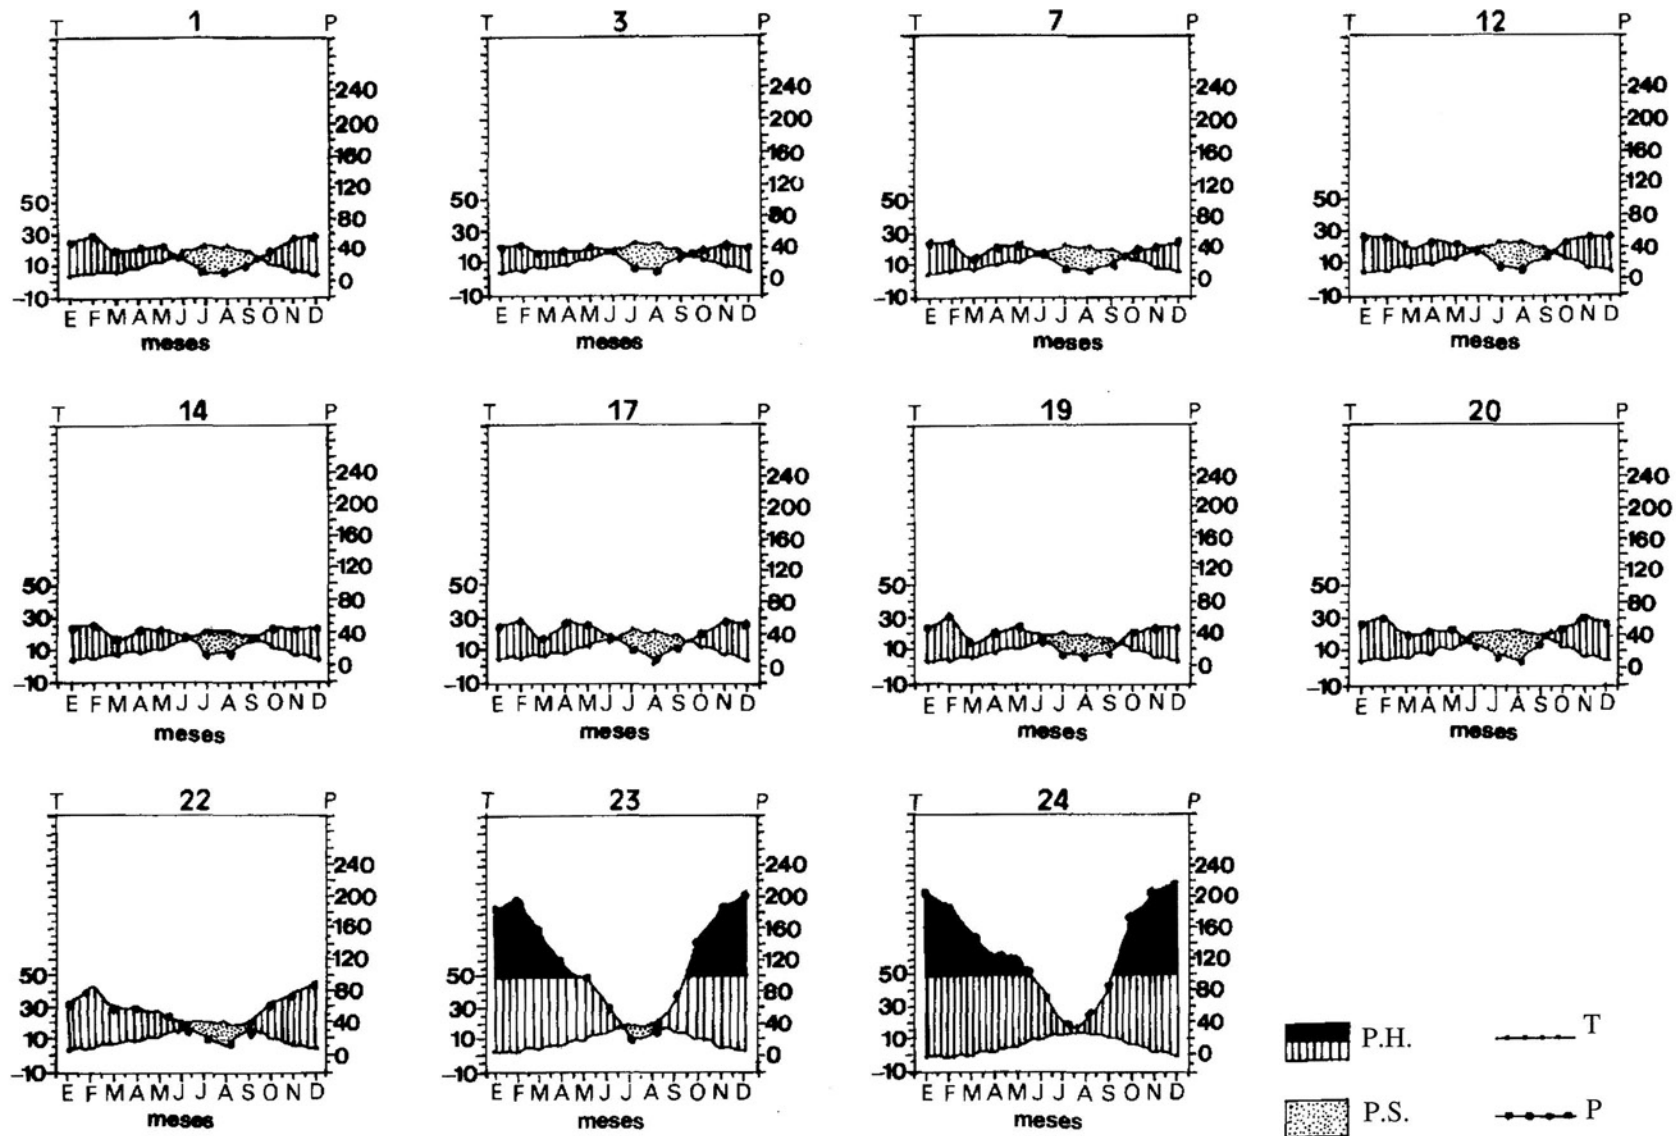 T 1 P T 3 P T 7 P T 12 P
240 240 240 240
200 200 200 200
160 160 160 160
120 120 120 120
50 50 50 50
80 80 80 80
30 30 30 30
40 40 40 40
10 10 10 10
0 0 0 0
-10 -10 -10 -10
E F M A M J J A S O N D E F M A M J J A S O N D E F M A M J J A S O N D E F M A M J J A S O N D
meses meses meses meses
T 14 P T 17 P T 19 P T 20 P
240 240 240 240
200 200 200 200
160 160 160 160
120 120 120 120
50 50 50 50
80 80 80 80
30 30 30 30
40 40 40 40
10 10 10 10
0 0 0 0
-10 -10 -10 -10
E F M A M J J A S O N D E F M A M J J A S O N D E F M A M J J A S O N D E F M A M J J A S O N D
meses meses meses meses
T 22 P T 23 P T 24 P
240 240 240
200 200 200
160 160 160
120 120 120
50 50 50
80 80 80
30 30 30
40 40 40
10 10 10
0 0 0
-10 -10 -10
E F M A M J J A S O N D E F M A M J J A S O N D E F M A M J J A S O N D
meses meses meses
P.H. T
P.S. P